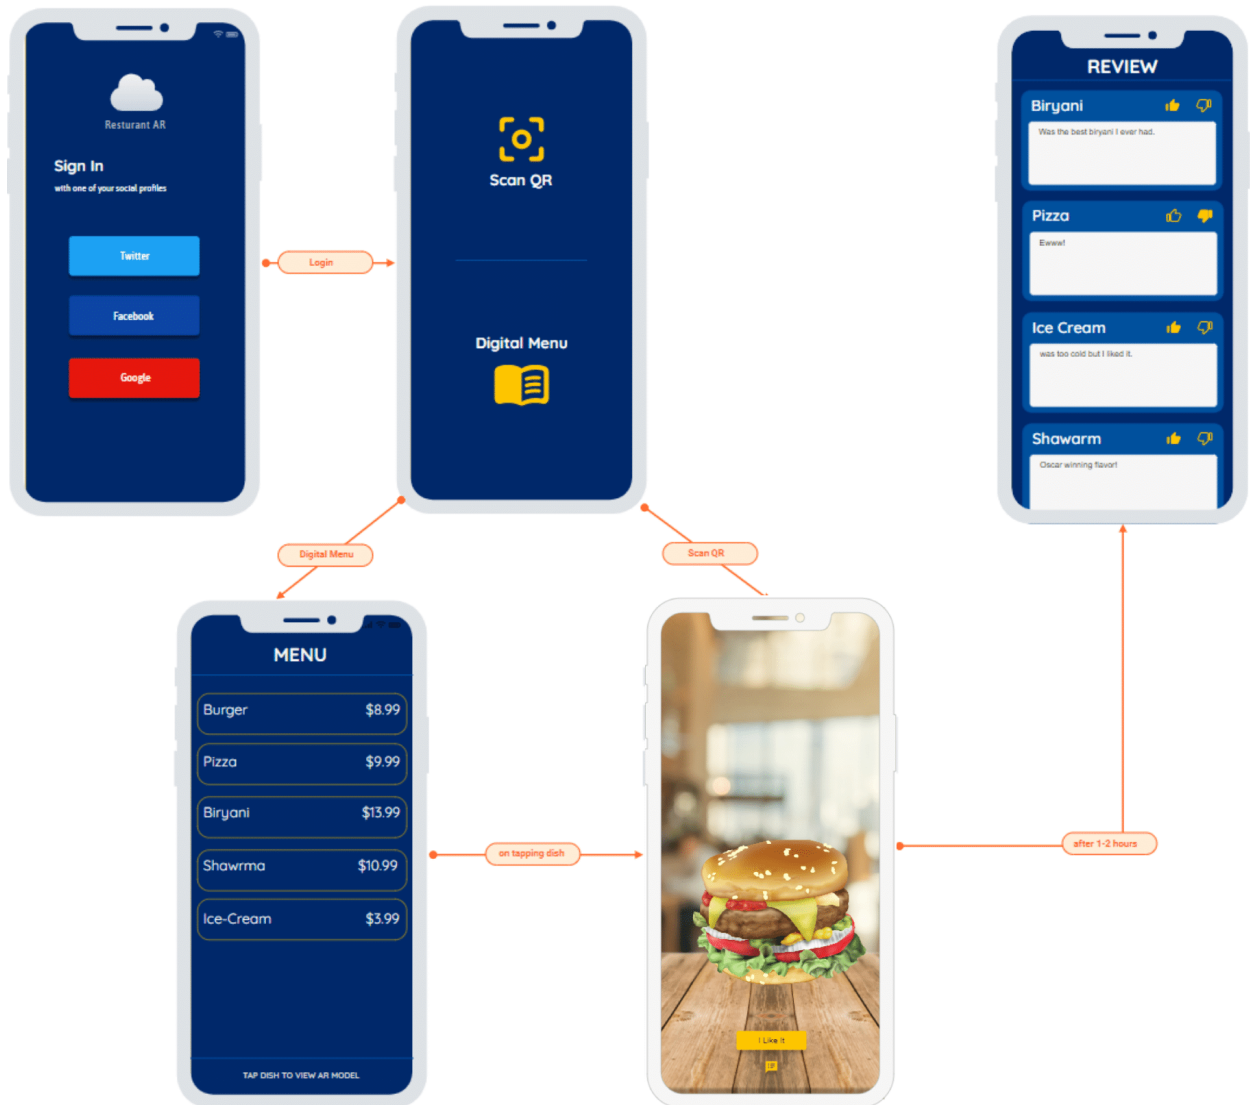 Resturant AR
Sign In
with one of your social profiles
Twitter
Facebook
Google
Login
Scan QR
Digital Menu
Digital Menu
Scan QR
MENU
Burger $8.99
Pizza $9.99
Biryani $13.99
Shawrma $10.99
Ice-Cream $3.99
TAP DISH TO VIEW AR MODEL
on tapping dish
I Like it
after 1-2 hours
REVIEW
Biryani
Was the best biryani I ever had.
Pizza
Ewww!
Ice Cream
was too cold but I liked it.
Shawarm
Oscar winning flavor!